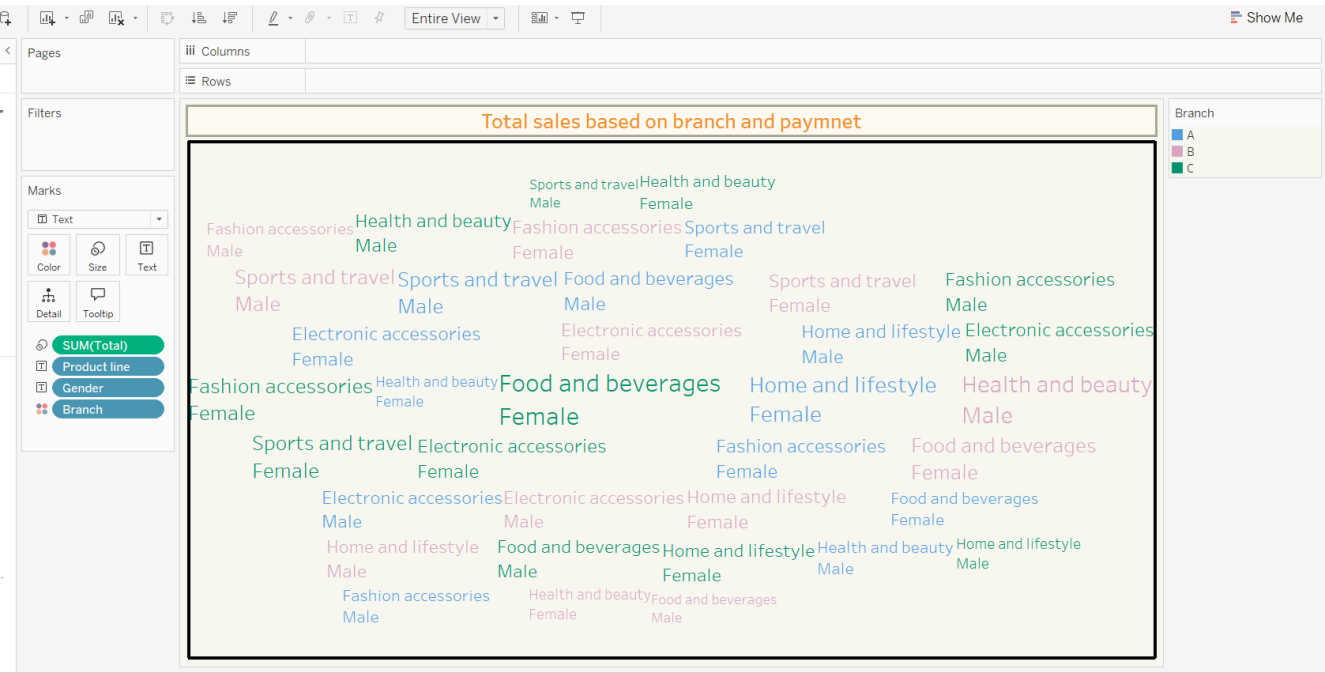 Entire View
Show Me
Pages
Columns
Rows
Filters
Total sales based on branch and paymnet
Branch
A
B
C
Marks
Text
Color
Size
Text
Detail
Tooltip
SUM(Total)
Product line
Gender
Branch
Sports and travel
Male
Health and beauty
Female
Fashion accessories
Male
Health and beauty
Male
Fashion accessories
Female
Sports and travel
Female
Sports and travel
Male
Sports and travel
Male
Food and beverages
Male
Sports and travel
Female
Fashion accessories
Male
Electronic accessories
Female
Electronic accessories
Female
Home and lifestyle
Male
Electronic accessories
Male
Fashion accessories
Female
Health and beauty
Female
Food and beverages
Female
Home and lifestyle
Female
Health and beauty
Male
Sports and travel
Female
Electronic accessories
Female
Fashion accessories
Female
Food and beverages
Female
Electronic accessories
Male
Electronic accessories
Male
Home and lifestyle
Female
Food and beverages
Female
Home and lifestyle
Male
Food and beverages
Male
Home and lifestyle
Female
Health and beauty
Male
Home and lifestyle
Male
Fashion accessories
Male
Health and beauty
Female
Food and beverages
Male